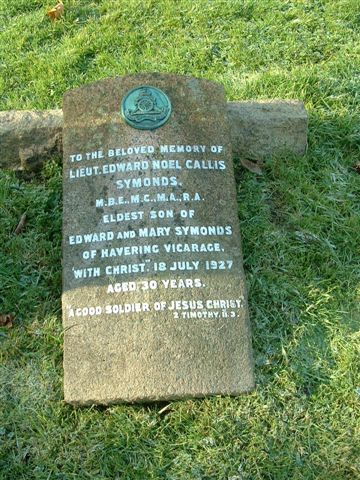 TO THE BELOVED MEMORY OF
LIEUT. EDWARD NOEL CALLIS
SYMONDS.
M.B.E., M.C., M.A., R.A.
ELDEST SON OF
EDWARD AND MARY SYMONDS
OF HAVERING VICARAGE.
"WITH CHRIST." 18 JULY 1927
AGED, 30 YEARS.
A GOOD SOLDIER OF JESUS CHRIST.
2 TIMOTHY. II. 3.